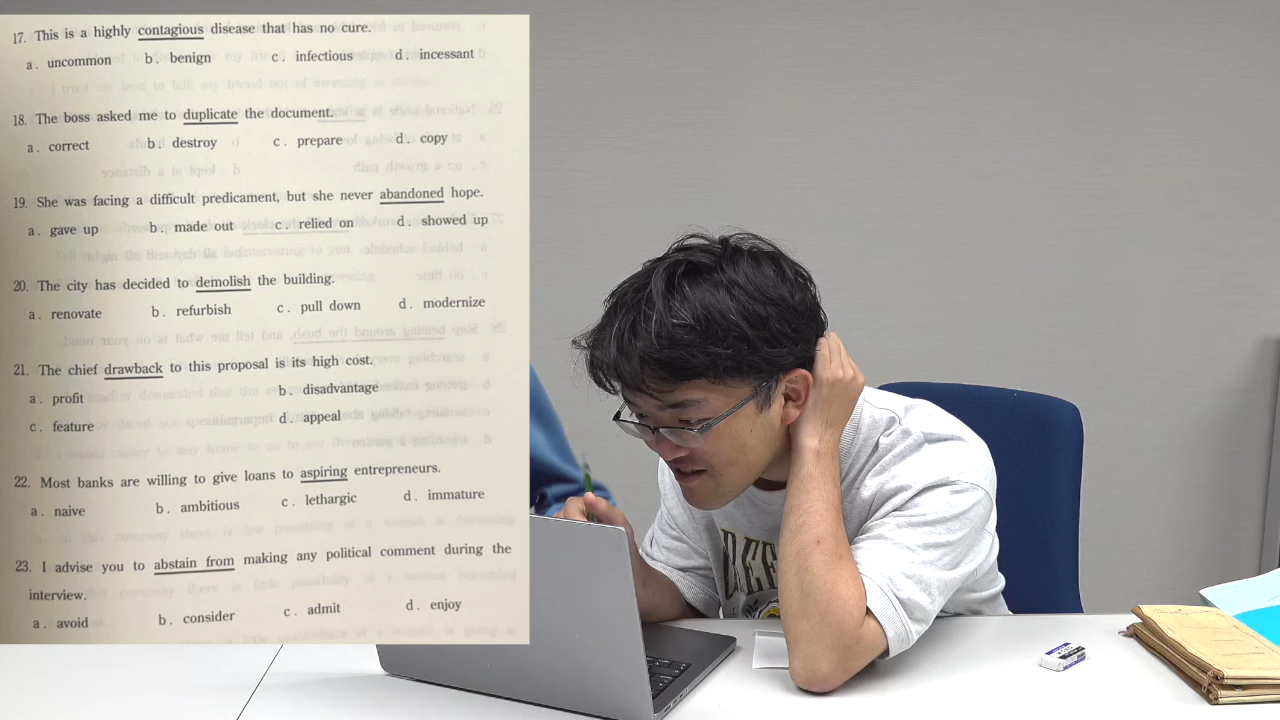 17. This is a highly contagious disease that has no cure.
a. uncommon b. benign c. infectious d. incessant
18. The boss asked me to duplicate the document.
a. correct b. destroy c. prepare d. copy
19. She was facing a difficult predicament, but she never abandoned hope.
a. gave up b. made out c. relied on d. showed up
20. The city has decided to demolish the building.
a. renovate b. refurbish c. pull down d. modernize
21. The chief drawback to this proposal is its high cost.
a. profit b. disadvantage
c. feature d. appeal
22. Most banks are willing to give loans to aspiring entrepreneurs.
a. naive b. ambitious c. lethargic d. immature
23. I advise you to abstain from making any political comment during the
interview.
a. avoid b. consider c. admit d. enjoy